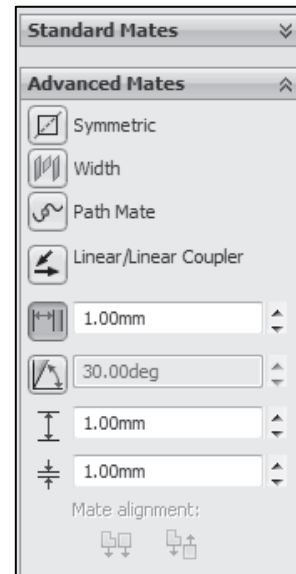 Standard Mates
Advanced Mates
Symmetric
Width
Path Mate
Linear/Linear Coupler
1.00mm
30.00deg
1.00mm
1.00mm
Mate alignment: